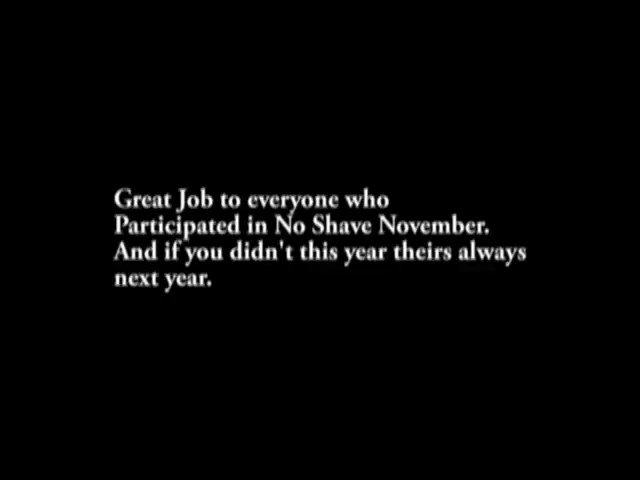 Great Job to everyone who
Participated in No Shave November.
And if you didn't this year theirs always
next year.